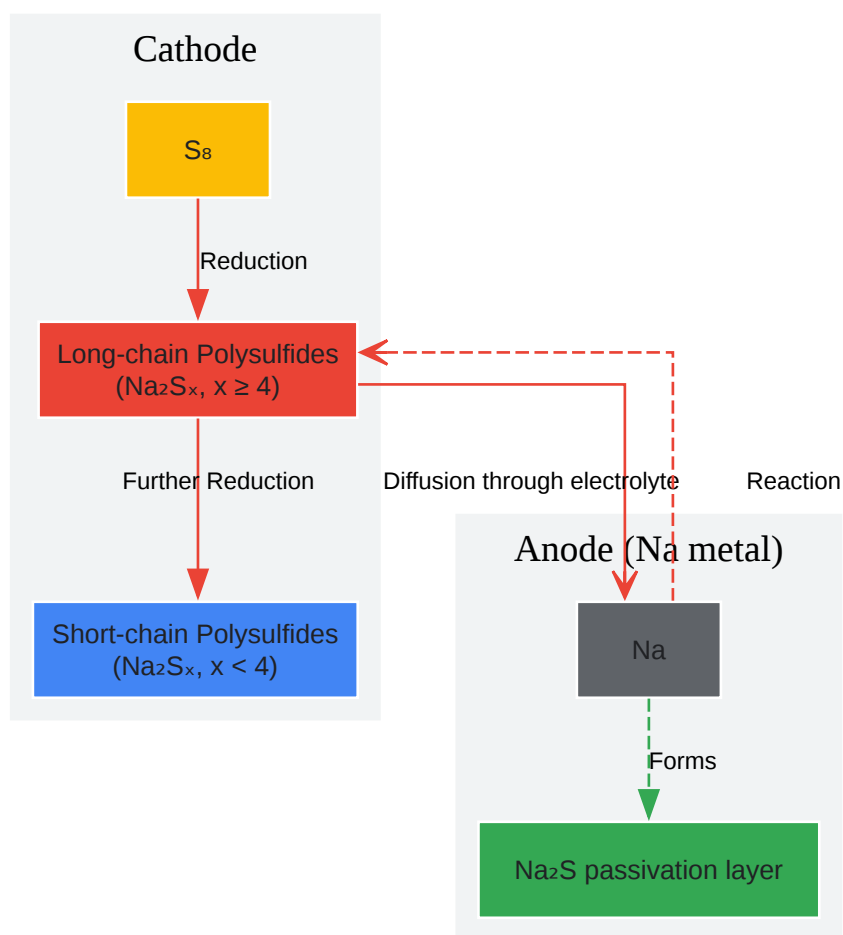 Cathode
S₈
Reduction
Long-chain Polysulfides
(Na₂Sₓ, x ≥ 4)
Further Reduction
Diffusion through electrolyte
Reaction
Anode (Na metal)
Short-chain Polysulfides
(Na₂Sₓ, x < 4)
Na
Forms
Na₂S passivation layer